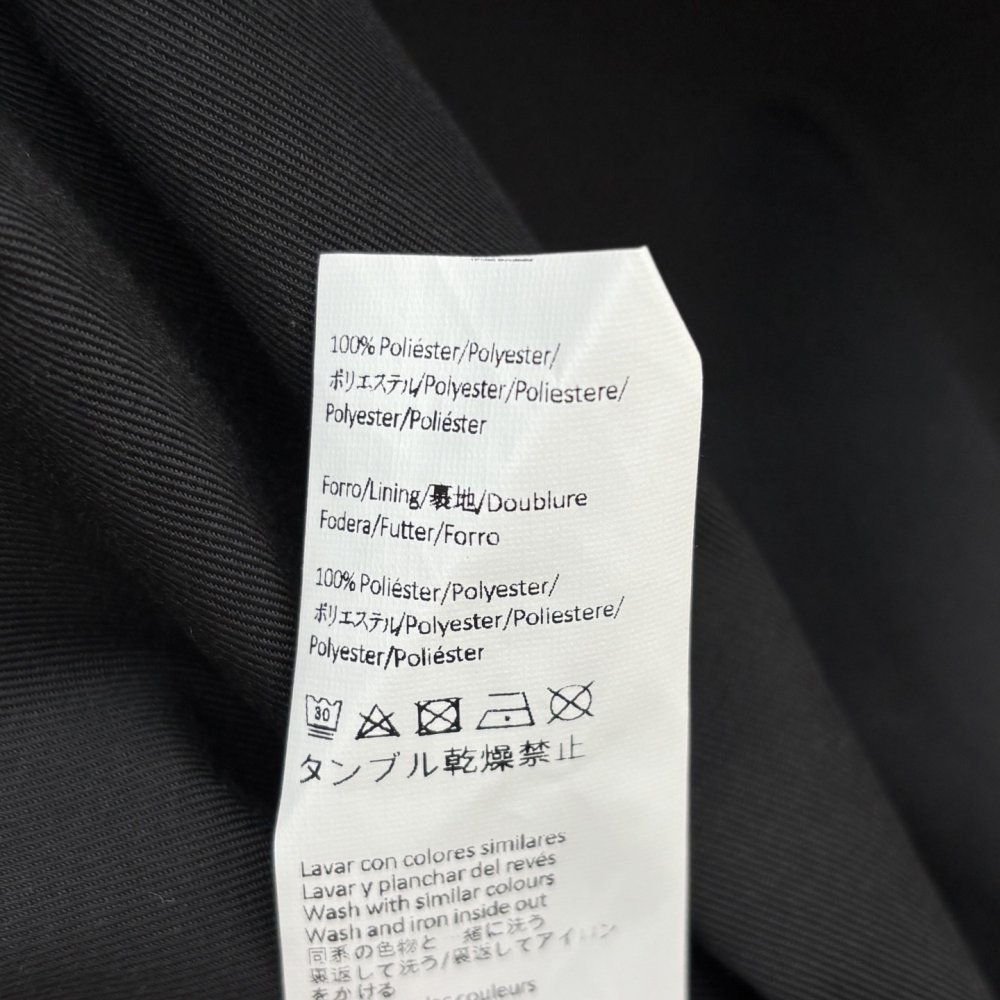 100% Poliéster/Polyester/
ポリエステル/Polyester/Poliestere/
Polyester/Poliéster
Forro/Lining/裏地/Doublure
Fodera/Futter/Forro
100% Poliéster/Polyester/
ポリエステル/Polyester/Poliestere/
Polyester/Poliéster
30
タンブル乾燥禁止
Lavar con colores similares
Lavar y planchar del revés
Wash with similar colours
Wash and iron inside out
同系の色物と 緒に洗う
裏返して洗う/裏返してアイロン
をかける
couleurs